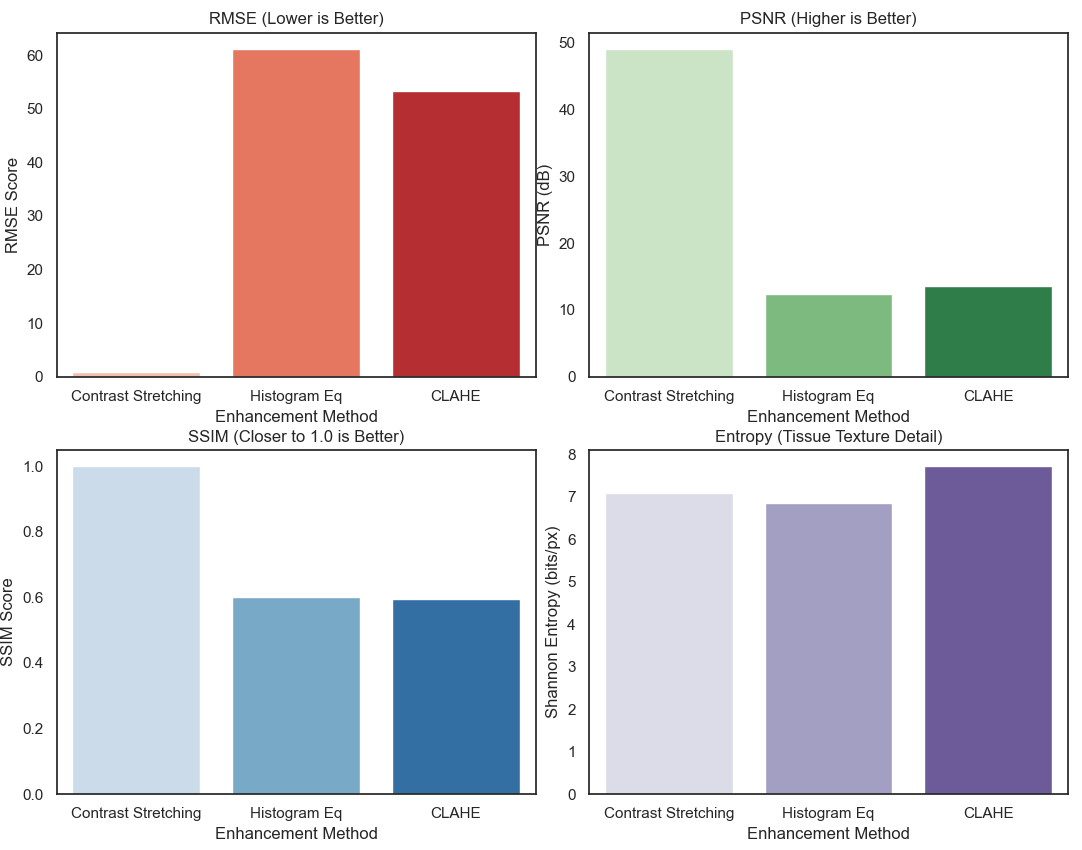 RMSE (Lower is Better)
RMSE Score
60
50
40
30
20
10
0
Contrast Stretching
Histogram Eq
CLAHE
Enhancement Method
PSNR (Higher is Better)
PSNR (dB)
50
40
30
20
10
0
Contrast Stretching
Histogram Eq
CLAHE
Enhancement Method
SSIM (Closer to 1.0 is Better)
SSIM Score
1.0
0.8
0.6
0.4
0.2
0.0
Contrast Stretching
Histogram Eq
CLAHE
Enhancement Method
Entropy (Tissue Texture Detail)
Shannon Entropy (bits/px)
8
7
6
5
4
3
2
1
0
Contrast Stretching
Histogram Eq
CLAHE
Enhancement Method